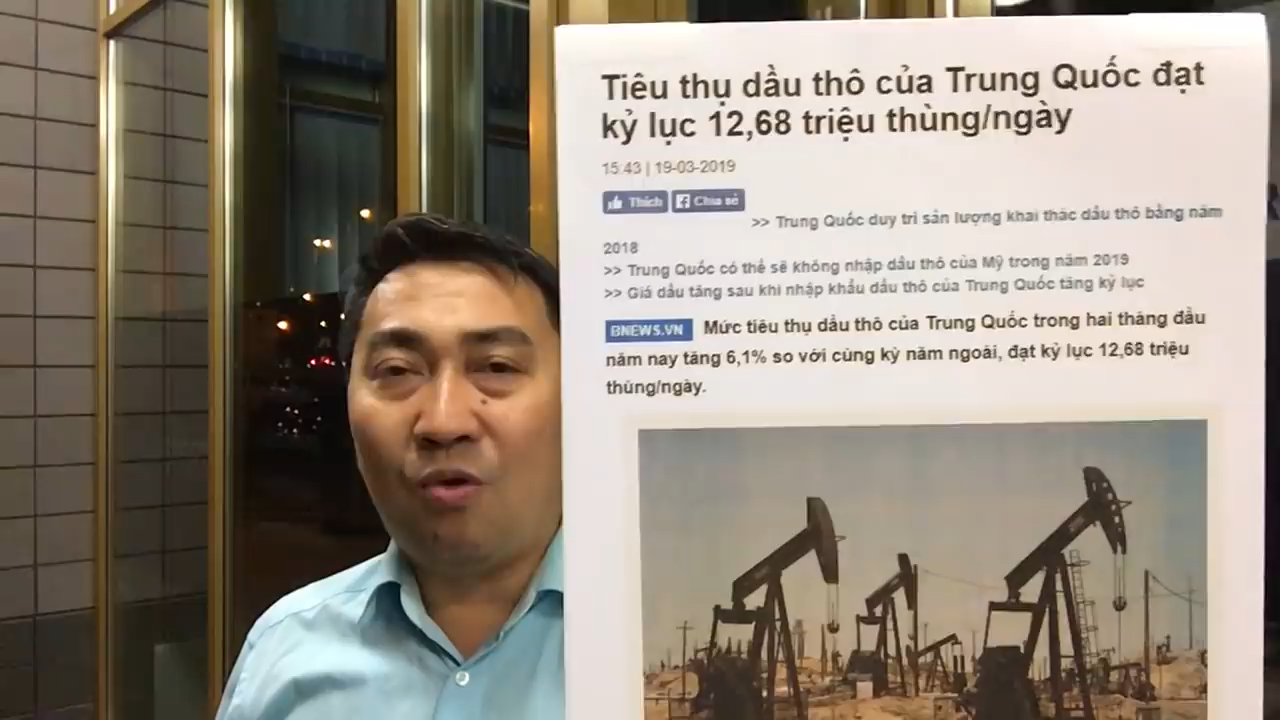 Tiêu thụ dầu thô của Trung Quốc đạt
kỷ lục 12,68 triệu thùng/ngày
15:43 | 19-03-2019
Thích Chia sẻ
>> Trung Quốc duy trì sản lượng khai thác dầu thô bằng năm
2018
>> Trung Quốc có thể sẽ không nhập dầu thô của Mỹ trong năm 2019
>> Giá dầu tăng sau khi nhập khẩu dầu thô của Trung Quốc tăng kỷ lục
BNEWS.VN Mức tiêu thụ dầu thô của Trung Quốc trong hai tháng đầu
năm nay tăng 6,1% so với cùng kỳ năm ngoái, đạt kỷ lục 12,68 triệu
thùng/ngày.